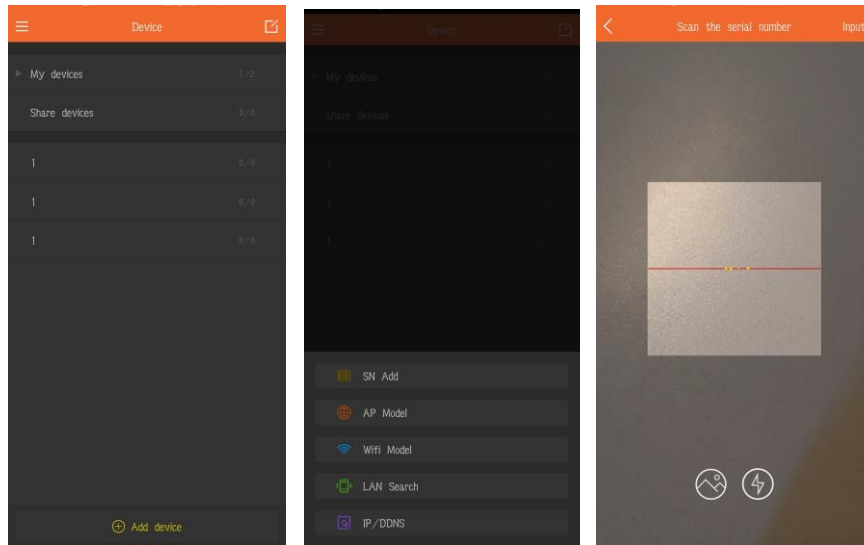 Device
My devices 1/2
Share devices 0/0
1 0/0
1 0/0
1 0/0
Add device
Device
My devices
Share devices
1
1
1
SN Add
AP Model
Wifi Model
LAN Search
IP/DDNS
Scan the serial number Input